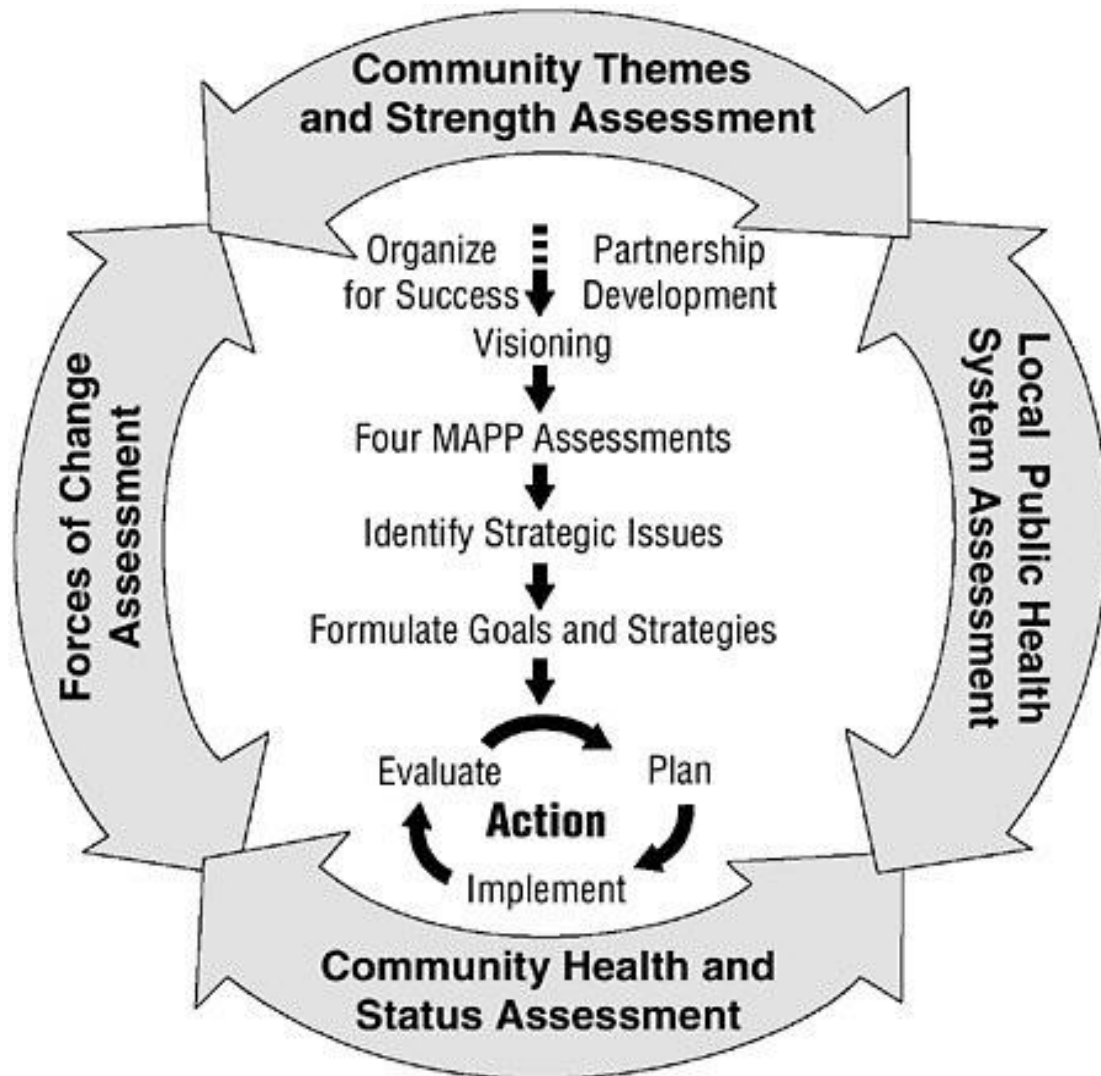 Community Themes
and Strength Assessment
Organize
for Success
Partnership
Development
Visioning
Four MAPP Assessments
Identify Strategic Issues
Formulate Goals and Strategies
Evaluate
Plan
Action
Implement
Forces of Change
Assessment
Local Public Health
System Assessment
Community Health and
Status Assessment